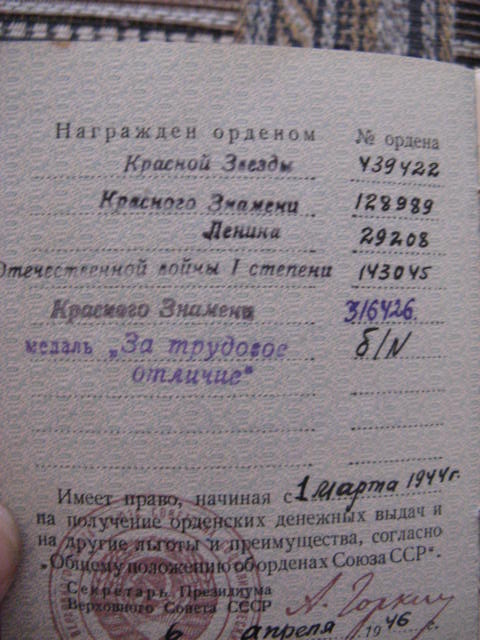 Награжден орденом № ордена
Красной Звезды 439422
Красного Знамени 128989
Ленина 29208
Отечественной войны I степени 143045
Красного Знамени 316426
медаль „За трудовое б/N
отличие"
Имеет право, начиная с 1 марта 1944г.
на получение орденских денежных выдач и
на другие льготы и преимущества, согласно
„Общему положению об орденах Союза ССР".
Секретарь Президиума
Верховного Совета СССР А. Горкин
6 апреля 1946 г.